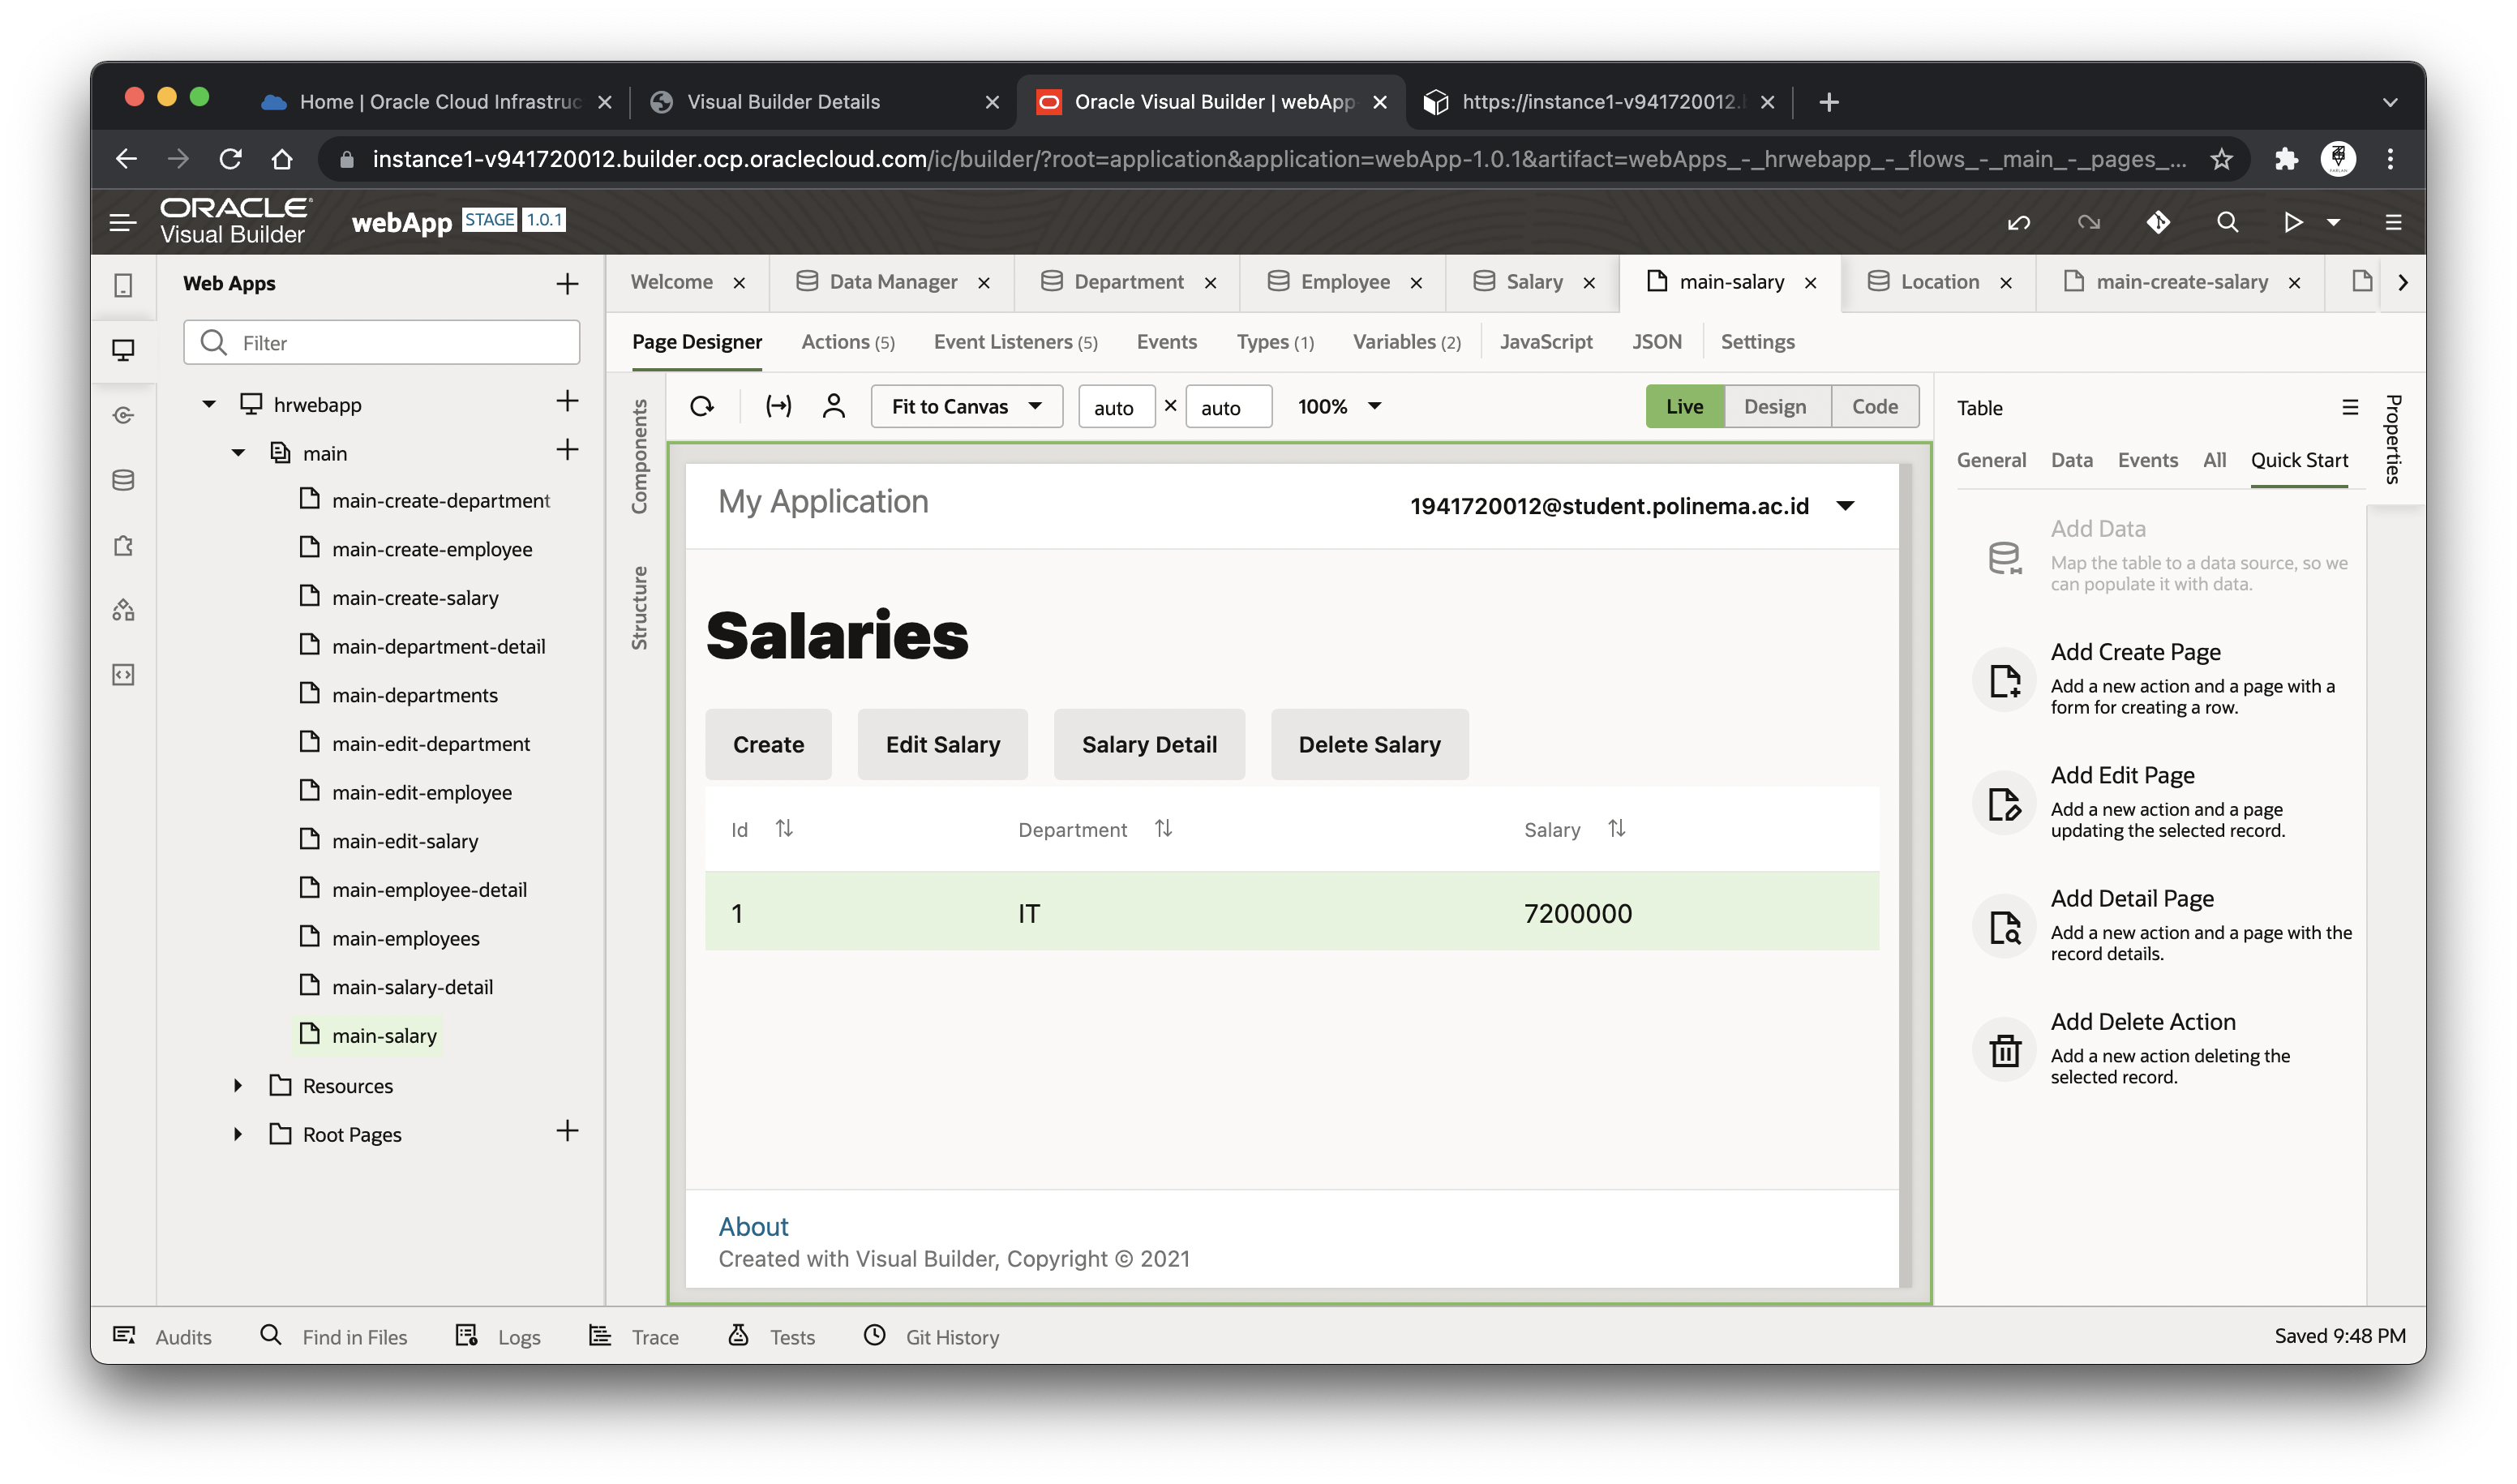 Home | Oracle Cloud Infrastruc
Visual Builder Details
Oracle Visual Builder | webApp
https://instance1-v941720012.
instance1-v941720012.builder.ocp.oraclecloud.com/ic/builder/?root=application&application=webApp-1.0.1&artifact=webApps_-_hrwebapp_-_flows_-_main_-_pages_...
ORACLE
Visual Builder
webApp STAGE 1.0.1
Web Apps
Filter
hrwebapp
main
main-create-department
main-create-employee
main-create-salary
main-department-detail
main-departments
main-edit-department
main-edit-employee
main-edit-salary
main-employee-detail
main-employees
main-salary-detail
main-salary
Resources
Root Pages
Welcome
Data Manager
Department
Employee
Salary
main-salary
Location
main-create-salary
Page Designer Actions (5) Event Listeners (5) Events Types (1) Variables (2) JavaScript JSON Settings
Components
Structure
Fit to Canvas auto × auto 100% Live Design Code
My Application 1941720012@student.polinema.ac.id
Salaries
Create Edit Salary Salary Detail Delete Salary
Id Department Salary
1 IT 7200000
About
Created with Visual Builder, Copyright © 2021
Table
Properties
General Data Events All Quick Start
Add Data
Map the table to a data source, so we
can populate it with data.
Add Create Page
Add a new action and a page with a
form for creating a row.
Add Edit Page
Add a new action and a page
updating the selected record.
Add Detail Page
Add a new action and a page with the
record details.
Add Delete Action
Add a new action deleting the
selected record.
Audits Find in Files Logs Trace Tests Git History Saved 9:48 PM